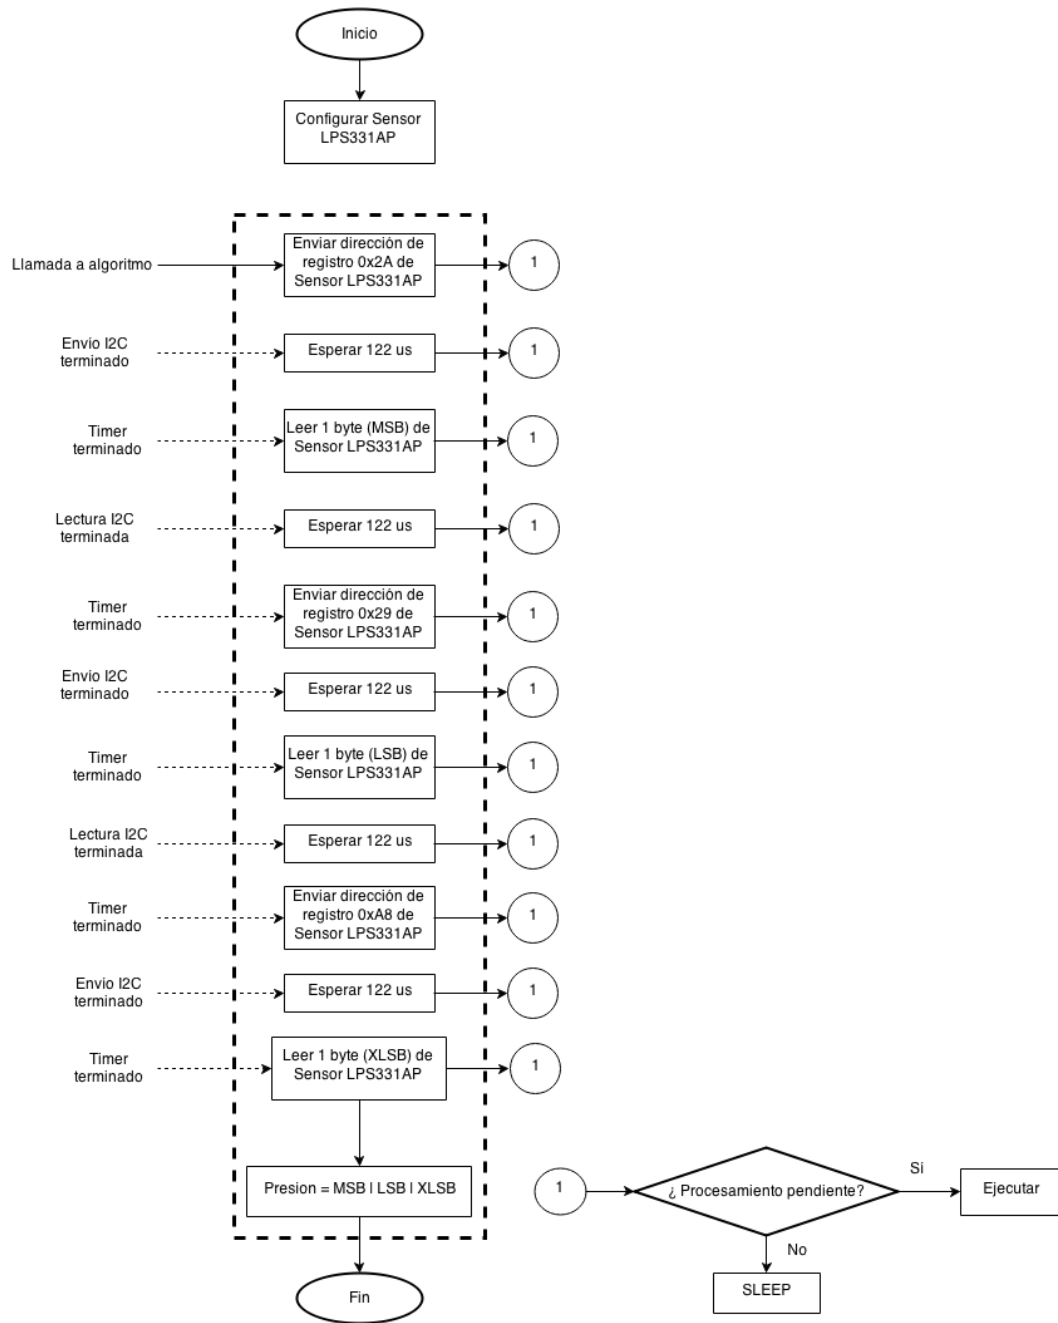 Inicio
Configurar Sensor
LPS331AP
Llamada a algoritmo
Enviar dirección de
registro 0x2A de
Sensor LPS331AP
1
Envio I2C
terminado
Esperar 122 us
1
Timer
terminado
Leer 1 byte (MSB) de
Sensor LPS331AP
1
Lectura I2C
terminada
Esperar 122 us
1
Timer
terminado
Enviar dirección de
registro 0x29 de
Sensor LPS331AP
1
Envio I2C
terminado
Esperar 122 us
1
Timer
terminado
Leer 1 byte (LSB) de
Sensor LPS331AP
1
Lectura I2C
terminada
Esperar 122 us
1
Timer
terminado
Enviar dirección de
registro 0xA8 de
Sensor LPS331AP
1
Envio I2C
terminado
Esperar 122 us
1
Timer
terminado
Leer 1 byte (XLSB) de
Sensor LPS331AP
1
Presion = MSB | LSB | XLSB
Fin
1
¿ Procesamiento pendiente?
Sí
Ejecutar
No
SLEEP